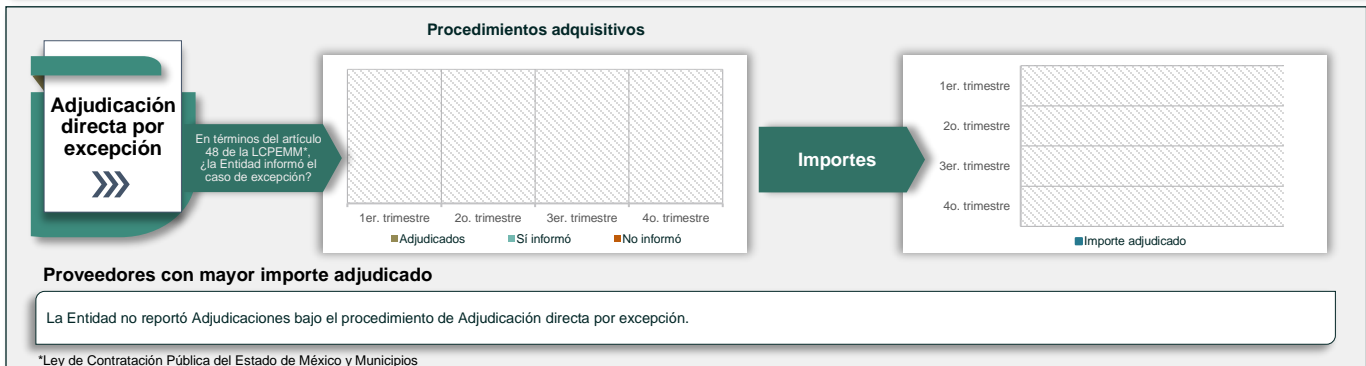 Procedimientos adquisitivos
Adjudicación
directa por
excepción
En términos del artículo
48 de la LCPEMM*,
¿la Entidad informó el
caso de excepción?
1er. trimestre 2o. trimestre 3er. trimestre 4o. trimestre
Adjudicados Sí informó No informó
Importes
1er. trimestre
2o. trimestre
3er. trimestre
4o. trimestre
Importe adjudicado
Proveedores con mayor importe adjudicado
La Entidad no reportó Adjudicaciones bajo el procedimiento de Adjudicación directa por excepción.
*Ley de Contratación Pública del Estado de México y Municipios